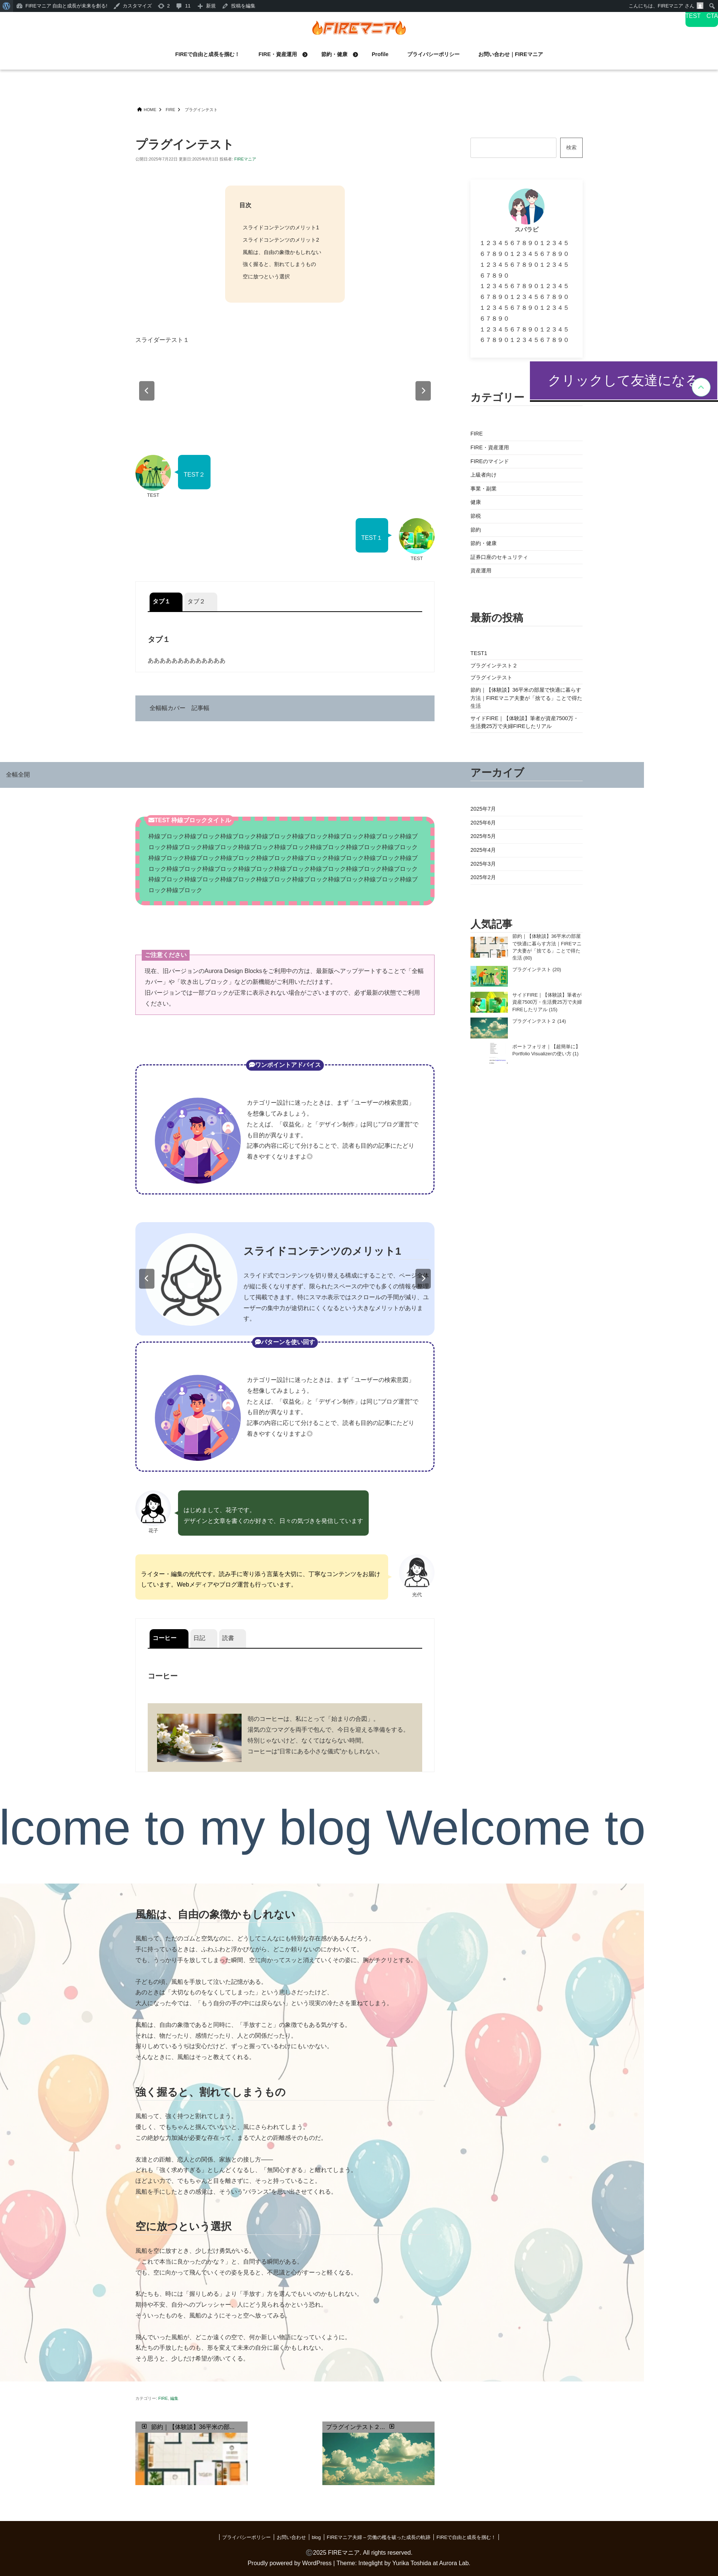 FIREマニア 自由と成長が未来を創る!
カスタマイズ
2
11
新規
投稿を編集
こんにちは、FIREマニア さん
FIREマニア
TEST CTA
FIREで自由と成長を掴む！
FIRE・資産運用
節約・健康
Profile
プライバシーポリシー
お問い合わせ | FIREマニア
HOME
FIRE
プラグインテスト
プラグインテスト
公開日:2025年7月22日 更新日:2025年8月1日 投稿者: FIREマニア
目次
スライドコンテンツのメリット1
スライドコンテンツのメリット2
風船は、自由の象徴かもしれない
強く握ると、割れてしまうもの
空に放つという選択
スライダーテスト１
TEST２
TEST
TEST１
TEST
タブ１
タブ２
タブ１
あああああああああああああ
全幅幅カバー　記事幅
全幅全開
TEST 枠線ブロックタイトル
枠線ブロック枠線ブロック枠線ブロック枠線ブロック枠線ブロック枠線ブロック枠線ブロック枠線ブ
ロック枠線ブロック枠線ブロック枠線ブロック枠線ブロック枠線ブロック枠線ブロック枠線ブロック
枠線ブロック枠線ブロック枠線ブロック枠線ブロック枠線ブロック枠線ブロック枠線ブロック枠線ブ
ロック枠線ブロック枠線ブロック枠線ブロック枠線ブロック枠線ブロック枠線ブロック枠線ブロック
枠線ブロック枠線ブロック枠線ブロック枠線ブロック枠線ブロック枠線ブロック枠線ブロック枠線ブ
ロック枠線ブロック
ご注意ください
現在、旧バージョンのAurora Design Blocksをご利用中の方は、最新版へアップデートすることで「全幅
カバー」や「吹き出しブロック」などの新機能がご利用いただけます。
旧バージョンでは一部ブロックが正常に表示されない場合がございますので、必ず最新の状態でご利用
ください。
ワンポイントアドバイス
カテゴリー設計に迷ったときは、まず「ユーザーの検索意図」
を想像してみましょう。
たとえば、「収益化」と「デザイン制作」は同じ"ブログ運営"で
も目的が異なります。
記事の内容に応じて分けることで、読者も目的の記事にたどり
着きやすくなりますよ◎
スライドコンテンツのメリット1
スライド式でコンテンツを切り替える構成にすることで、ページ
が縦に長くなりすぎず、限られたスペースの中でも多くの情報を
して掲載できます。特にスマホ表示ではスクロールの手間が減り、ユ
ーザーの集中力が途切れにくくなるという大きなメリットがありま
す。
パターンを使い回す
カテゴリー設計に迷ったときは、まず「ユーザーの検索意図」
を想像してみましょう。
たとえば、「収益化」と「デザイン制作」は同じ"ブログ運営"で
も目的が異なります。
記事の内容に応じて分けることで、読者も目的の記事にたどり
着きやすくなりますよ◎
はじめまして。花子です。
デザインと文章を書くのが好きで、日々の気づきを発信しています
花子
ライター・編集の光代です。読み手に寄り添う言葉を大切に、丁寧なコンテンツをお届け
しています。Webメディアやブログ運営も行っています。
光代
コーヒー
日記
読書
コーヒー
朝のコーヒーは、私にとって「始まりの合図」。
湯気の立つマグを両手で包んで、今日を迎える準備をする。
特別じゃないけど、なくてはならない時間。
コーヒーは"日常にある小さな儀式"かもしれない。
lcome to my blog Welcome to
風船は、自由の象徴かもしれない
風船って、ただのゴムと空気なのに、どうしてこんなにも特別な存在感があるんだろう。
手に持っているときは、ふわふわと浮かびながら、どこか頼りないのにかわいくて。
でも、うっかり手を放してしまった瞬間、空に向かってスッと消えていくその姿に、胸がチクリとする。
子どもの頃、風船を手放して泣いた記憶がある。
あのときは「大切なものをなくしてしまった」という悲しさだったけど、
大人になった今では、「もう自分の手の中には戻らない」という現実の冷たさを重ねてしまう。
風船は、自由の象徴であると同時に、「手放すこと」の象徴でもある気がする。
それは、物だったり、感情だったり、人との関係だったり。
握りしめているうちは安心だけど、ずっと握っているわけにもいかない。
そんなときに、風船はそっと教えてくれる。
強く握ると、割れてしまうもの
風船って、強く持つと割れてしまう。
優しく、でもちゃんと掴んでいないと、風にさらわれてしまう。
この絶妙な力加減が必要な存在って、まるで人との距離感そのものだ。
友達との距離、恋人との関係、家族との接し方――
どれも「強く求めすぎる」としんどくなるし、「無関心すぎる」と離れてしまう。
ほどよい力で、でもちゃんと目を離さずに、そっと持っていること。
風船を手にしたときの感覚は、そういう"バランス"を思い出させてくれる。
空に放つという選択
風船を空に放すとき、少しだけ勇気がいる。
「これで本当に良かったのかな？」と、自問する瞬間がある。
でも、空に向かって飛んでいくその姿を見ると、不思議と心がすーっと軽くなる。
私たちも、時には「握りしめる」より「手放す」方を選んでもいいのかもしれない。
期待や不安、自分へのプレッシャー、人にどう見られるかという恐れ。
そういったものを、風船のようにそっと空へ放ってみる。
飛んでいった風船が、どこか遠くの空で、何か新しい物語になっていくように。
私たちの手放したものも、形を変えて未来の自分に届くかもしれない。
そう思うと、少しだけ希望が湧いてくる。
カテゴリー: FIRE, 編集
節約｜【体験談】36平米の部...
プラグインテスト２...
検索
スパラビ
１２３４５６７８９０１２３４５
６７８９０１２３４５６７８９０
１２３４５６７８９０１２３４５
６７８９０
１２３４５６７８９０１２３４５
６７８９０１２３４５６７８９０
１２３４５６７８９０１２３４５
６７８９０
１２３４５６７８９０１２３４５
６７８９０１２３４５６７８９０
クリックして友達になる
カテゴリー
FIRE
FIRE・資産運用
FIREのマインド
上級者向け
事業・副業
健康
節税
節約
節約・健康
証券口座のセキュリティ
資産運用
最新の投稿
TEST1
プラグインテスト２
プラグインテスト
節約｜【体験談】36平米の部屋で快適に暮らす
方法｜FIREマニア夫妻が「捨てる」ことで得た
生活
サイドFIRE｜【体験談】筆者が資産7500万・
生活費25万で夫婦FIREしたリアル
アーカイブ
2025年7月
2025年6月
2025年5月
2025年4月
2025年3月
2025年2月
人気記事
節約｜【体験談】36平米の部屋
で快適に暮らす方法｜FIREマニ
ア夫妻が「捨てる」ことで得た
生活 (90)
プラグインテスト (20)
サイドFIRE｜【体験談】筆者が
資産7500万・生活費25万で夫婦
FIREしたリアル (15)
プラグインテスト２ (14)
ポートフォリオ｜【超簡単に】
Portfolio Visualizerの使い方 (1)
プライバシーポリシー
お問い合わせ
blog
FIREマニア夫婦 – 労働の檻を破った成長の軌跡
FIREで自由と成長を掴む！
Ⓒ2025 FIREマニア. All rights reserved.
Proudly powered by WordPress | Theme: Integlight by Yurika Toshida at Aurora Lab.